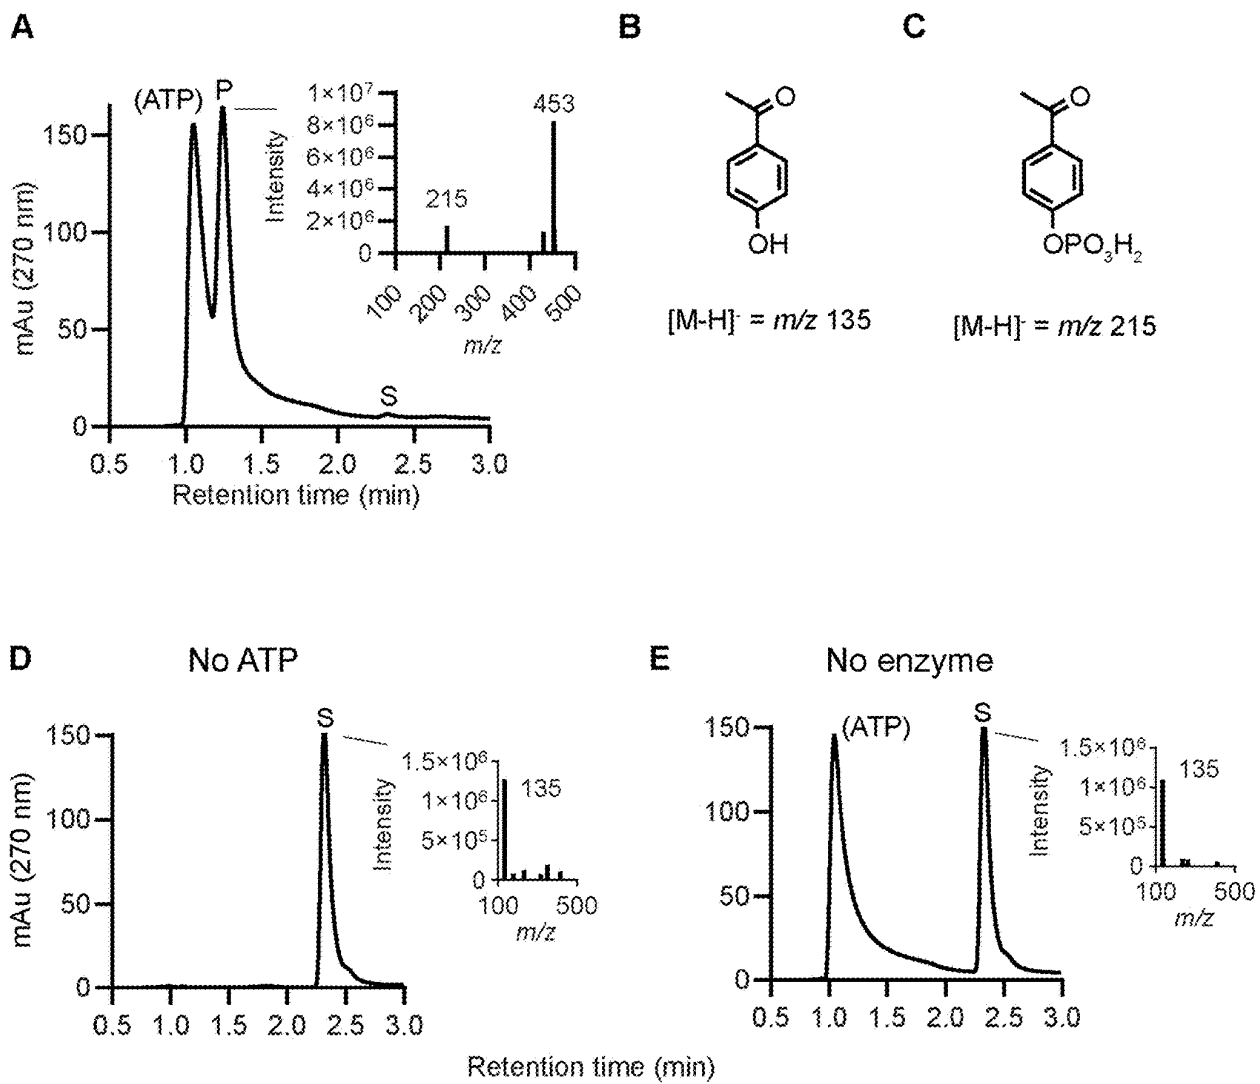 A
B
C
(ATP)
P
S
mAu (270 nm)
150
100
50
0
0.5 1.0 1.5 2.0 2.5 3.0
Retention time (min)
Intensity
1×10⁷
8×10⁶
6×10⁶
4×10⁶
2×10⁶
0
215
453
100 200 300 400 500
m/z
O
OH
[M-H]⁻ = m/z 135
O
OPO₃H₂
[M-H]⁻ = m/z 215
D
No ATP
S
mAu (270 nm)
150
100
50
0
0.5 1.0 1.5 2.0 2.5 3.0
Intensity
1.5×10⁶
1×10⁶
5×10⁵
0
135
100 500
m/z
E
No enzyme
(ATP)
S
150
100
50
0
0.5 1.0 1.5 2.0 2.5 3.0
Intensity
1.5×10⁶
1×10⁶
5×10⁵
0
135
100 500
m/z
Retention time (min)